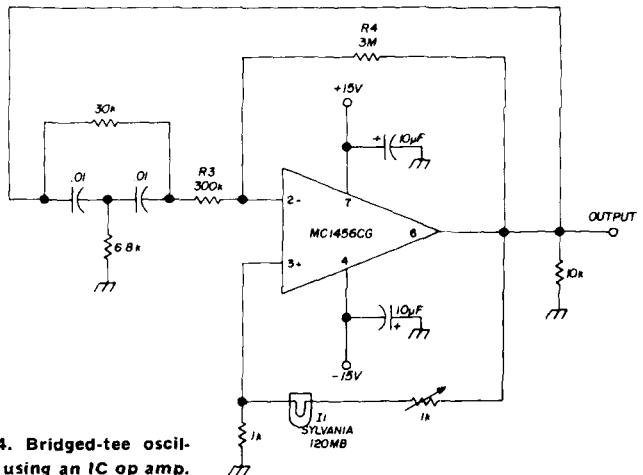 R4
3M
+15V
30k
+ 10µF
.01
.01
R3
300k
2-
7
MC1456CG
6
OUTPUT
6.8k
3+
4
10k
10µF
+
-15V
1k
I1
SYLVANIA
120MB
1k
4. Bridged-tee oscil-
using an IC op amp.